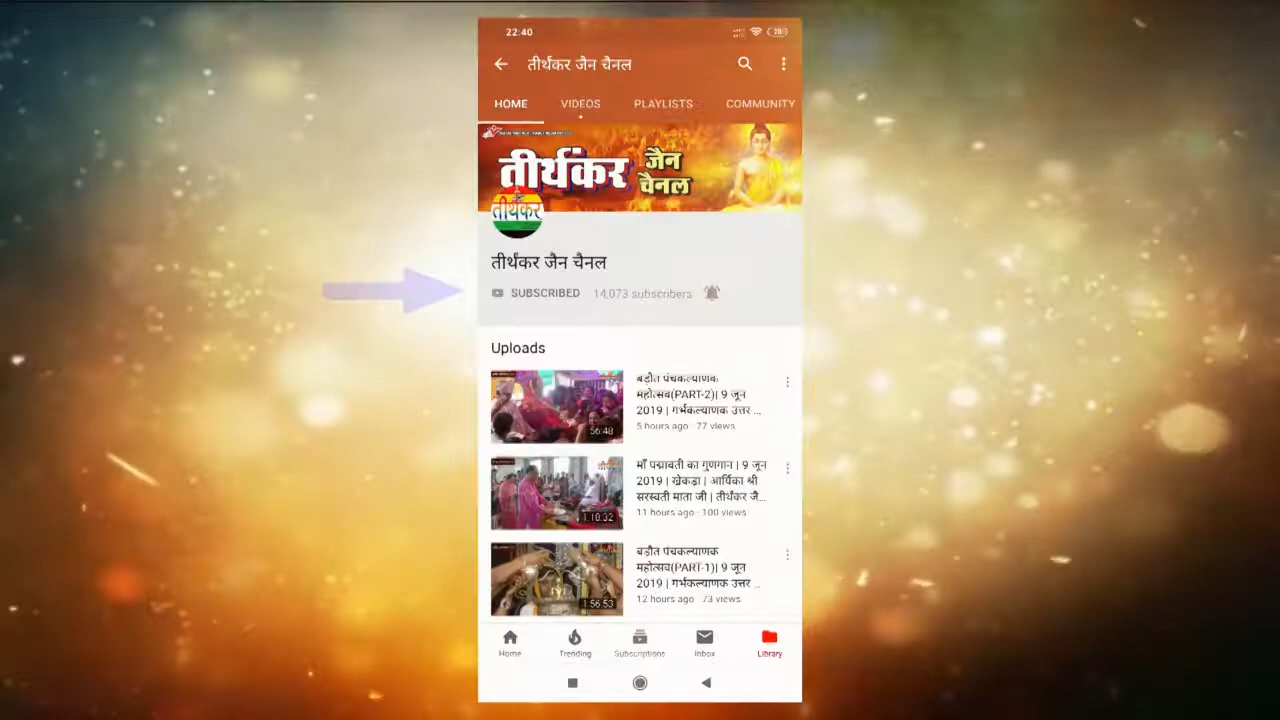 22:40
28
तीर्थंकर जैन चैनल
HOME VIDEOS PLAYLISTS COMMUNITY
तीर्थंकर जैन चैनल
तीर्थंकर
तीर्थंकर जैन चैनल
SUBSCRIBED 14,073 subscribers
Uploads
बड़ौत पंचकल्याणक
महोत्सव(PART-2)| 9 जून
2019 | गर्भकल्याणक उत्तर ...
5 hours ago · 77 views
56:48
माँ पद्मावती का गुणगान | 9 जून
2019 | खेकड़ा | आर्यिका श्री
सरस्वती माता जी | तीर्थंकर जै...
11 hours ago · 100 views
1:10:32
बड़ौत पंचकल्याणक
महोत्सव(PART-1)| 9 जून
2019 | गर्भकल्याणक उत्तर ...
12 hours ago · 73 views
1:56:53
Home Trending Subscriptions Inbox Library